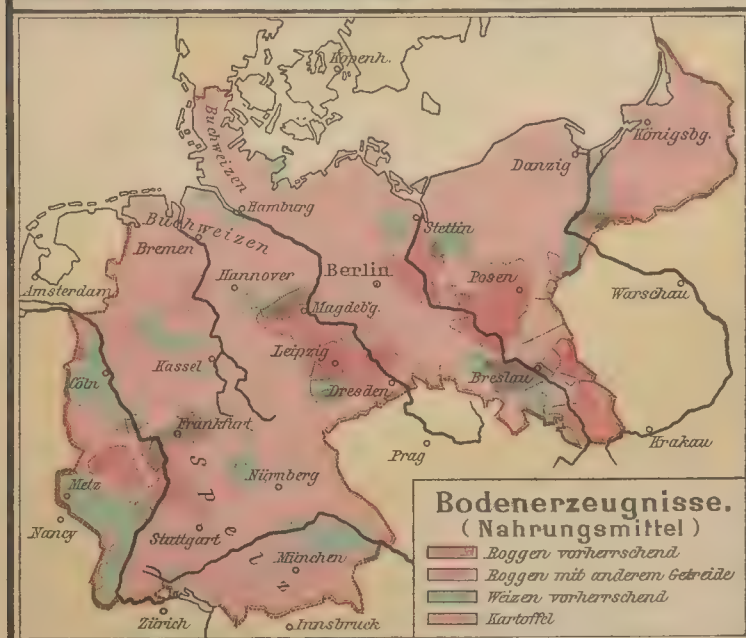 Kopenh.
Buchweizen
Königsbg.
Danzig
Hamburg
Stettin
Buchweizen
Bremen
Hannover
Berlin
Posen
Amsterdam
Magdebg.
Warschau
Cöln
Kassel
Leipzig
Breslau
Dresden
Frankfurt
Prag
Krakau
Metz
Spelz
Nürnberg
Nancy
Stuttgart
München
Zürich
Innsbruck
Bodenerzeugnisse.
(Nahrungsmittel)
Roggen vorherrschend
Roggen mit anderem Getreide
Weizen vorherrschend
Kartoffel